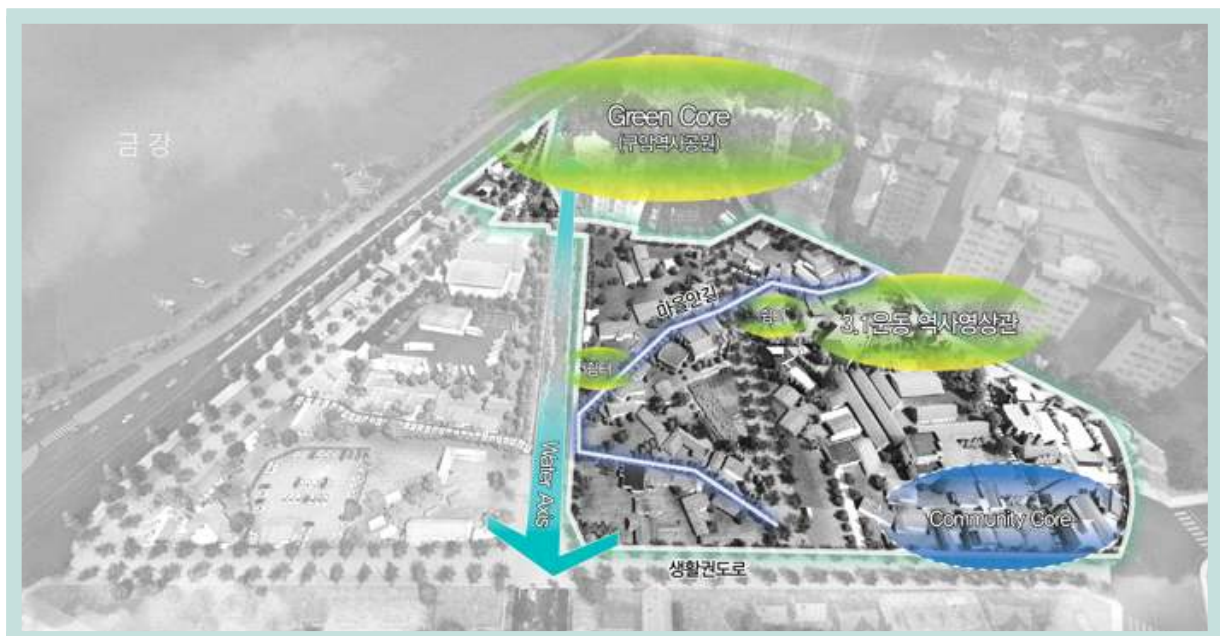 Green Core
(구암역사공원)
금 강
마을안길
쉼터
3.1운동 역사영상관
쉼터
Water Axis
Community Core
생활권도로